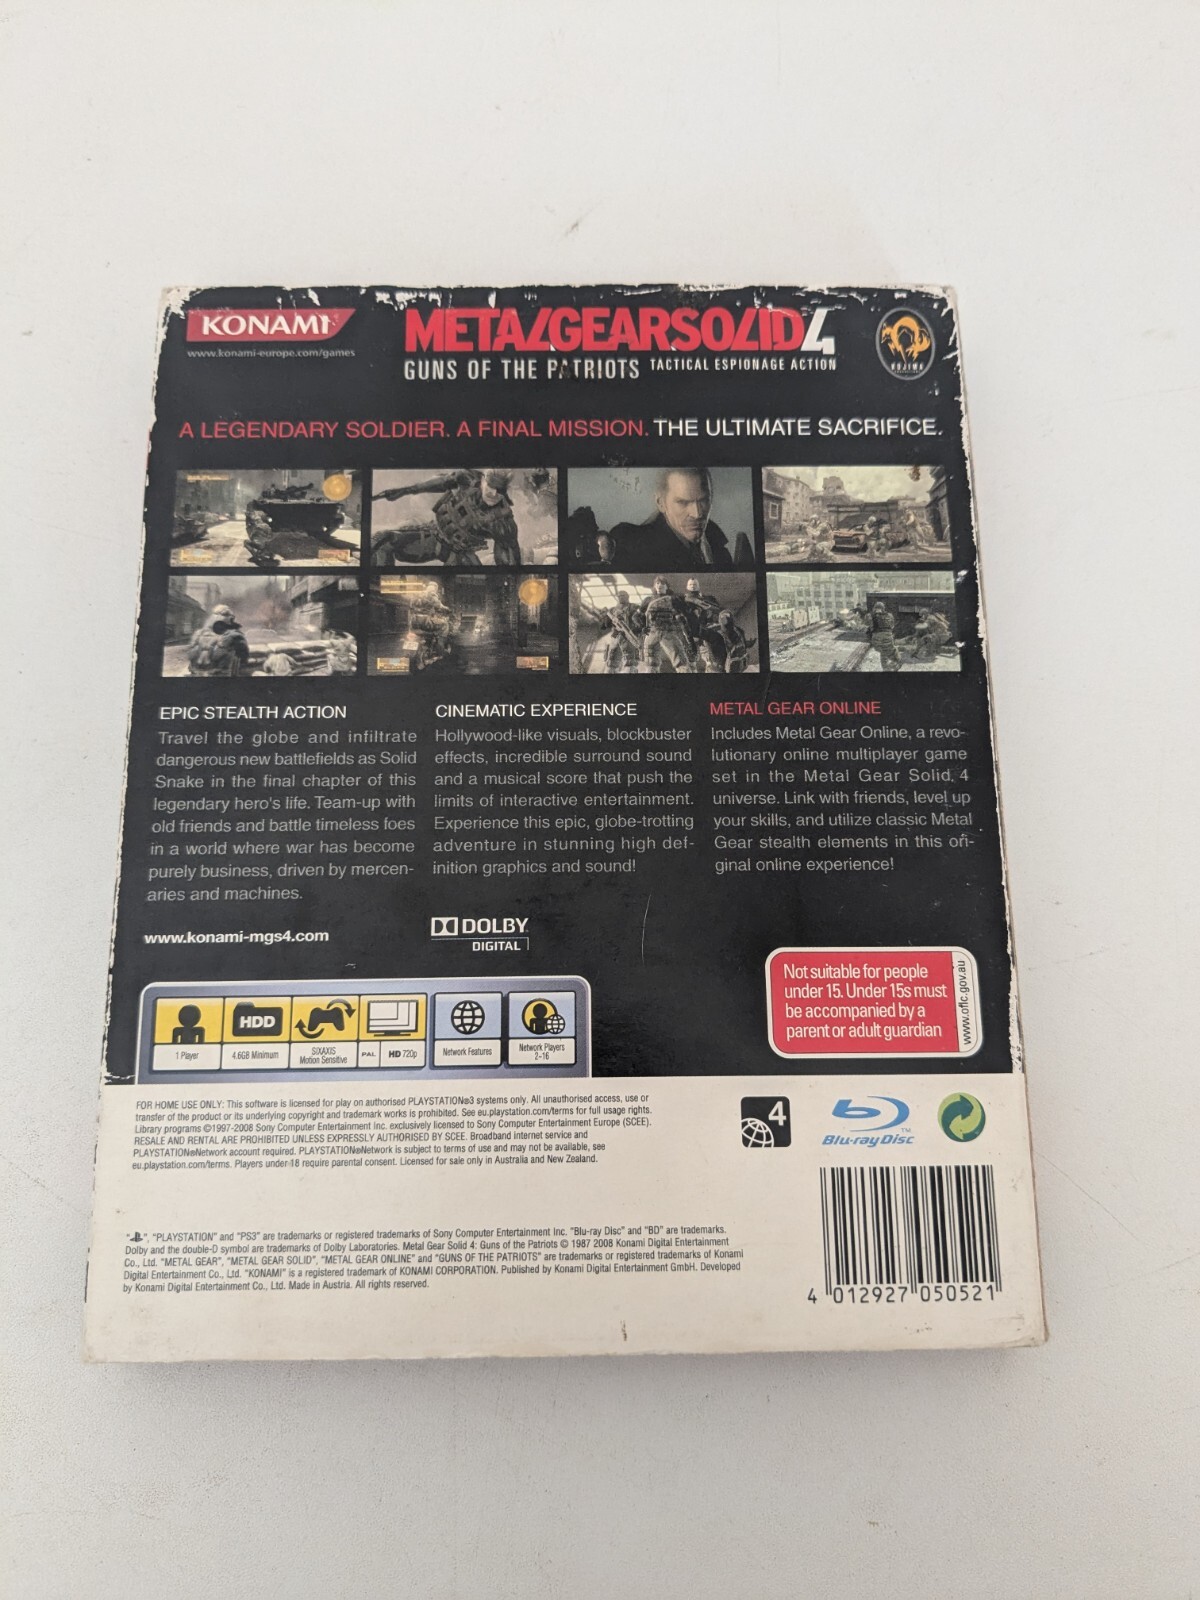 KONAMI
www.konami-europe.com/games
METAL GEAR SOLID 4
GUNS OF THE PATRIOTS TACTICAL ESPIONAGE ACTION
KOJIMA
A LEGENDARY SOLDIER. A FINAL MISSION. THE ULTIMATE SACRIFICE.
EPIC STEALTH ACTION
Travel the globe and infiltrate
dangerous new battlefields as Solid
Snake in the final chapter of this
legendary hero's life. Team-up with
old friends and battle timeless foes
in a world where war has become
purely business, driven by mercen-
aries and machines.
CINEMATIC EXPERIENCE
Hollywood-like visuals, blockbuster
effects, incredible surround sound
and a musical score that push the
limits of interactive entertainment.
Experience this epic, globe-trotting
adventure in stunning high def-
inition graphics and sound!
METAL GEAR ONLINE
Includes Metal Gear Online, a revo-
lutionary online multiplayer game
set in the Metal Gear Solid 4
universe. Link with friends, level up
your skills, and utilize classic Metal
Gear stealth elements in this ori-
ginal online experience!
www.konami-mgs4.com
DOLBY
DIGITAL
Not suitable for people
under 15. Under 15s must
be accompanied by a
parent or adult guardian
www.oflc.gov.au
HDD
1 Player
4.6GB Minimum
SIXAXIS
Motion Sensitive
PAL
HD 720p
Network Features
Network Players
2-16
FOR HOME USE ONLY: This software is licensed for play on authorised PLAYSTATION®3 systems only. All unauthorised access, use or
transfer of the product or its underlying copyright and trademark works is prohibited. See eu.playstation.com/terms for full usage rights.
Library programs ©1997-2008 Sony Computer Entertainment Inc. exclusively licensed to Sony Computer Entertainment Europe (SCEE).
RESALE AND RENTAL ARE PROHIBITED UNLESS EXPRESSLY AUTHORISED BY SCEE. Broadband internet service and
PLAYSTATION®Network account required. PLAYSTATION®Network is subject to terms of use and may not be available, see
eu.playstation.com/terms. Players under 18 require parental consent. Licensed for sale only in Australia and New Zealand.
4
Blu-ray Disc
TM
"PS", "PLAYSTATION" and "PS3" are trademarks or registered trademarks of Sony Computer Entertainment Inc. "Blu-ray Disc" and "BD" are trademarks.
Dolby and the double-D symbol are trademarks of Dolby Laboratories. Metal Gear Solid 4: Guns of the Patriots © 1987 2008 Konami Digital Entertainment
Co., Ltd. "METAL GEAR", "METAL GEAR SOLID", "METAL GEAR ONLINE" and "GUNS OF THE PATRIOTS" are trademarks or registered trademarks of Konami
Digital Entertainment Co., Ltd. "KONAMI" is a registered trademark of KONAMI CORPORATION. Published by Konami Digital Entertainment GmbH. Developed
by Konami Digital Entertainment Co., Ltd. Made in Austria. All rights reserved.
4 012927 050521